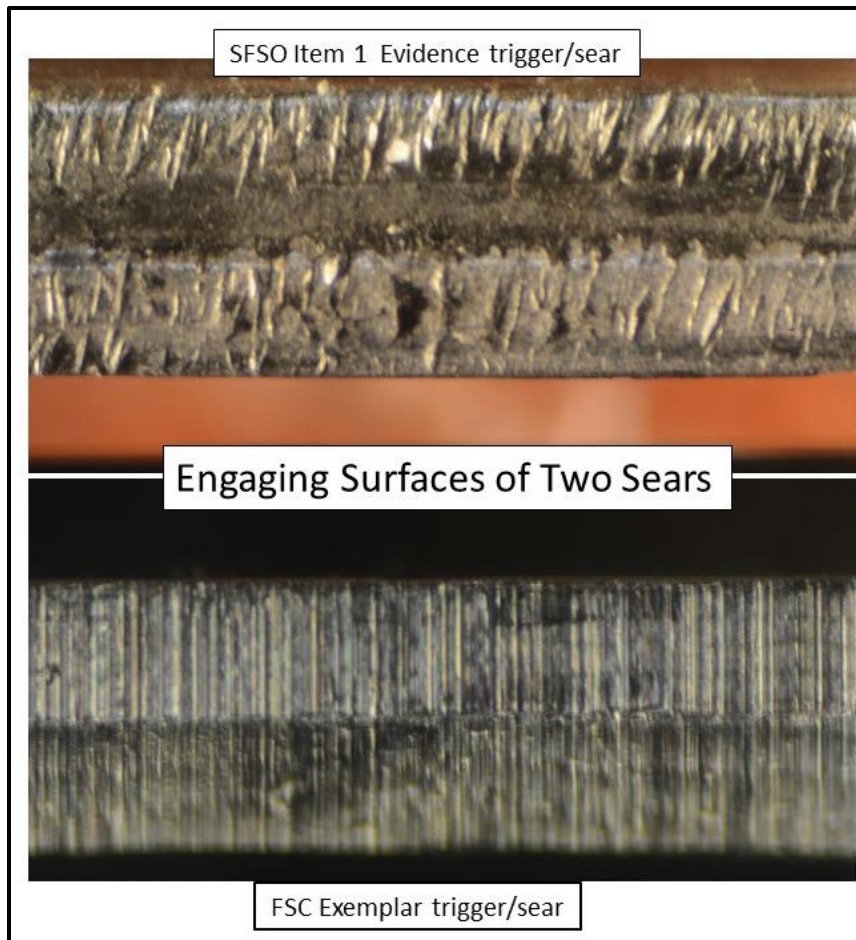 SFSO Item 1 Evidence trigger/sear
Engaging Surfaces of Two Sears
FSC Exemplar trigger/sear